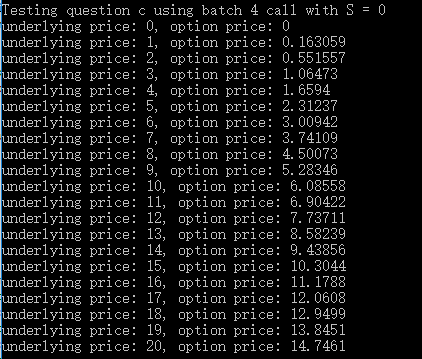 Testing question c using batch 4 call with S = 0
underlying price: 0, option price: 0
underlying price: 1, option price: 0.163059
underlying price: 2, option price: 0.551557
underlying price: 3, option price: 1.06473
underlying price: 4, option price: 1.6594
underlying price: 5, option price: 2.31237
underlying price: 6, option price: 3.00942
underlying price: 7, option price: 3.74109
underlying price: 8, option price: 4.50073
underlying price: 9, option price: 5.28346
underlying price: 10, option price: 6.08558
underlying price: 11, option price: 6.90422
underlying price: 12, option price: 7.73711
underlying price: 13, option price: 8.58239
underlying price: 14, option price: 9.43856
underlying price: 15, option price: 10.3044
underlying price: 16, option price: 11.1788
underlying price: 17, option price: 12.0608
underlying price: 18, option price: 12.9499
underlying price: 19, option price: 13.8451
underlying price: 20, option price: 14.7461